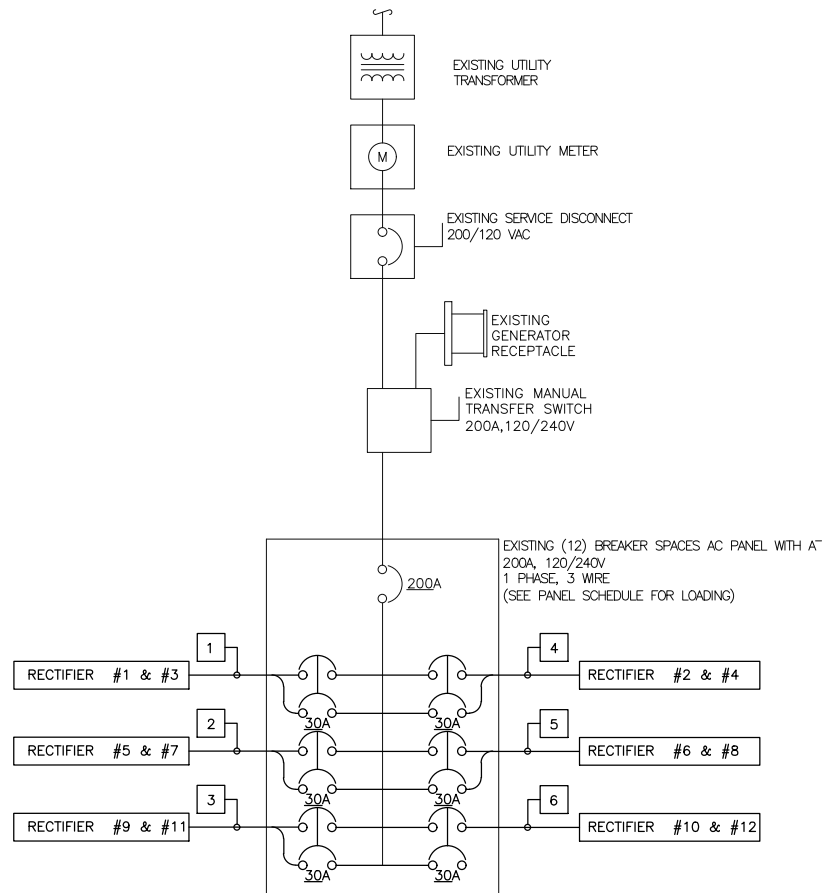 EXISTING UTILITY
TRANSFORMER
M
EXISTING UTILITY METER
EXISTING SERVICE DISCONNECT
200/120 VAC
EXISTING
GENERATOR
RECEPTACLE
EXISTING MANUAL
TRANSFER SWITCH
200A,120/240V
EXISTING (12) BREAKER SPACES AC PANEL WITH
200A, 120/240V
1 PHASE, 3 WIRE
(SEE PANEL SCHEDULE FOR LOADING)
200A
1
4
RECTIFIER #1 & #3
RECTIFIER #2 & #4
30A
30A
2
5
RECTIFIER #5 & #7
RECTIFIER #6 & #8
30A
30A
3
6
RECTIFIER #9 & #11
RECTIFIER #10 & #12
30A
30A